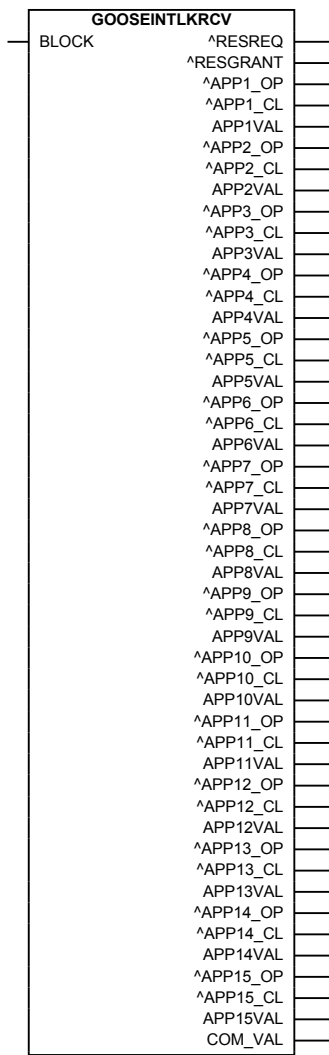 GOOSEINTLKRCV
BLOCK ^RESREQ
^RESGRANT
^APP1_OP
^APP1_CL
APP1VAL
^APP2_OP
^APP2_CL
APP2VAL
^APP3_OP
^APP3_CL
APP3VAL
^APP4_OP
^APP4_CL
APP4VAL
^APP5_OP
^APP5_CL
APP5VAL
^APP6_OP
^APP6_CL
APP6VAL
^APP7_OP
^APP7_CL
APP7VAL
^APP8_OP
^APP8_CL
APP8VAL
^APP9_OP
^APP9_CL
APP9VAL
^APP10_OP
^APP10_CL
APP10VAL
^APP11_OP
^APP11_CL
APP11VAL
^APP12_OP
^APP12_CL
APP12VAL
^APP13_OP
^APP13_CL
APP13VAL
^APP14_OP
^APP14_CL
APP14VAL
^APP15_OP
^APP15_CL
APP15VAL
COM_VAL